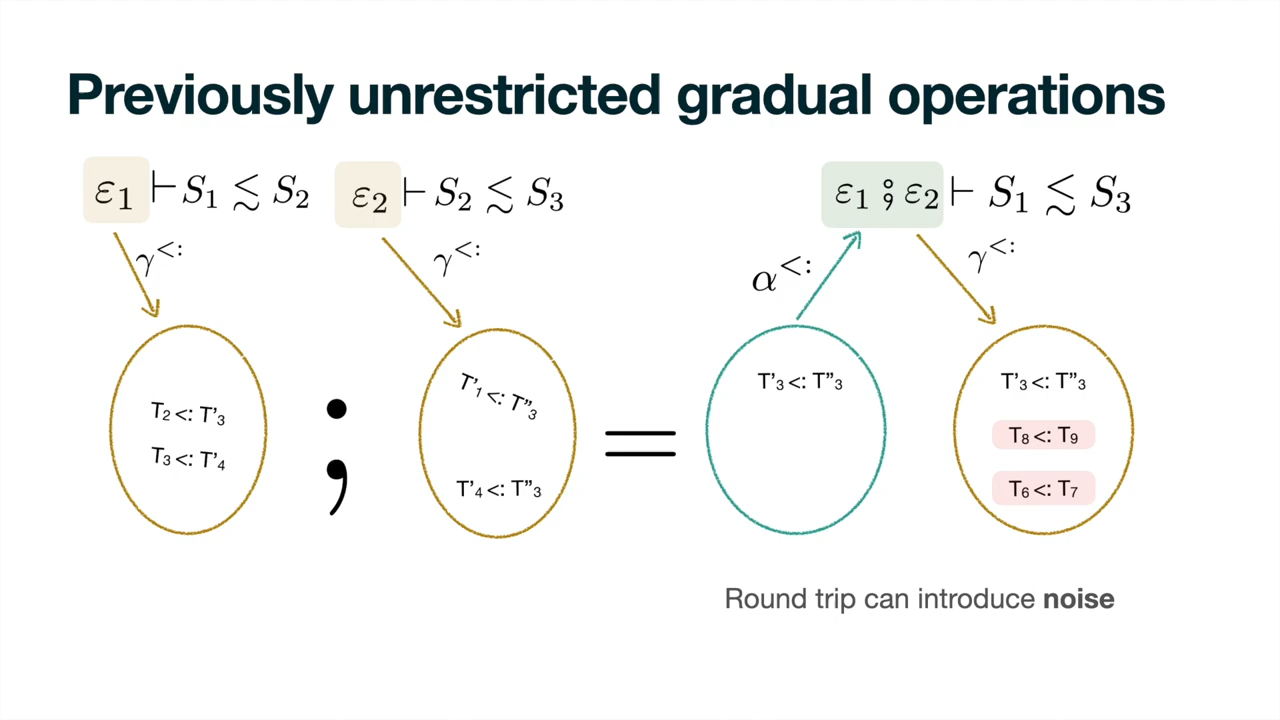 Previously unrestricted gradual operations
ε₁ ⊢ S₁ ≲ S₂ ε₂ ⊢ S₂ ≲ S₃ ε₁ ⨟ ε₂ ⊢ S₁ ≲ S₃
γ^<: γ^<: α^<: γ^<:
T₂ <: T'₃
T₃ <: T'₄
;
T'₁ <: T"₃
T'₄ <: T"₃
=
T'₃ <: T"₃
T'₃ <: T"₃
T₈ <: T₉
T₆ <: T₇
Round trip can introduce noise